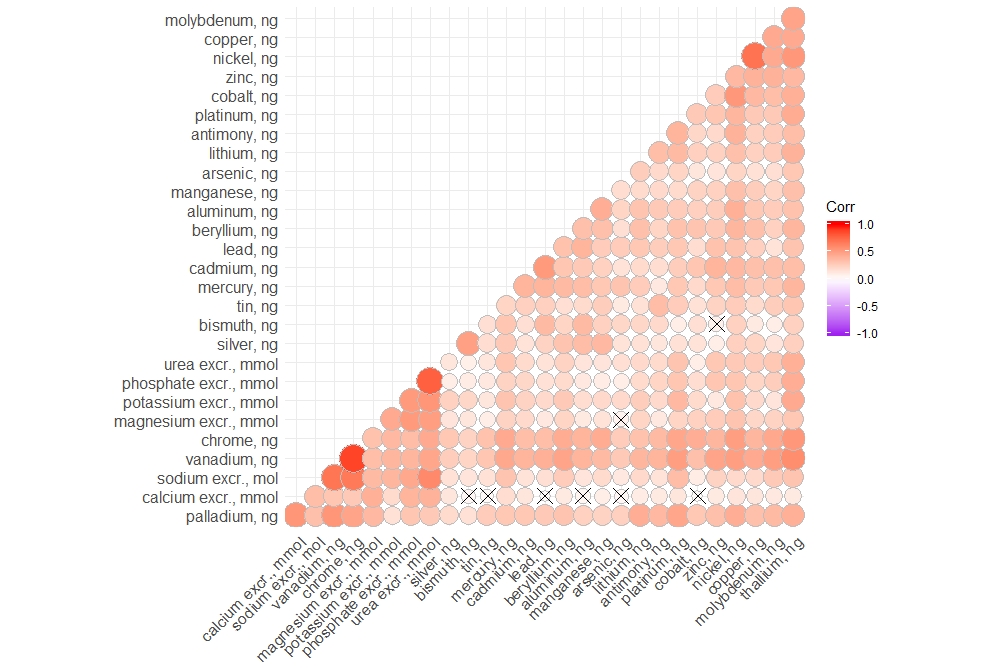 molybdenum, ng
copper, ng
nickel, ng
zinc, ng
cobalt, ng
platinum, ng
antimony, ng
lithium, ng
arsenic, ng
manganese, ng
aluminum, ng
beryllium, ng
lead, ng
cadmium, ng
mercury, ng
tin, ng
bismuth, ng
silver, ng
urea excr., mmol
phosphate excr., mmol
potassium excr., mmol
magnesium excr., mmol
chrome, ng
vanadium, ng
sodium excr., mol
calcium excr., mmol
palladium, ng
calcium excr., mmol
sodium excr., mol
vanadium, ng
chrome, ng
magnesium excr., mmol
potassium excr., mmol
phosphate excr., mmol
urea excr., mmol
silver, ng
bismuth, ng
tin, ng
mercury, ng
cadmium, ng
lead, ng
beryllium, ng
aluminum, ng
manganese, ng
arsenic, ng
lithium, ng
antimony, ng
platinum, ng
cobalt, ng
zinc, ng
nickel, ng
copper, ng
molybdenum, ng
thallium, ng
Corr
1.0
0.5
0.0
-0.5
-1.0